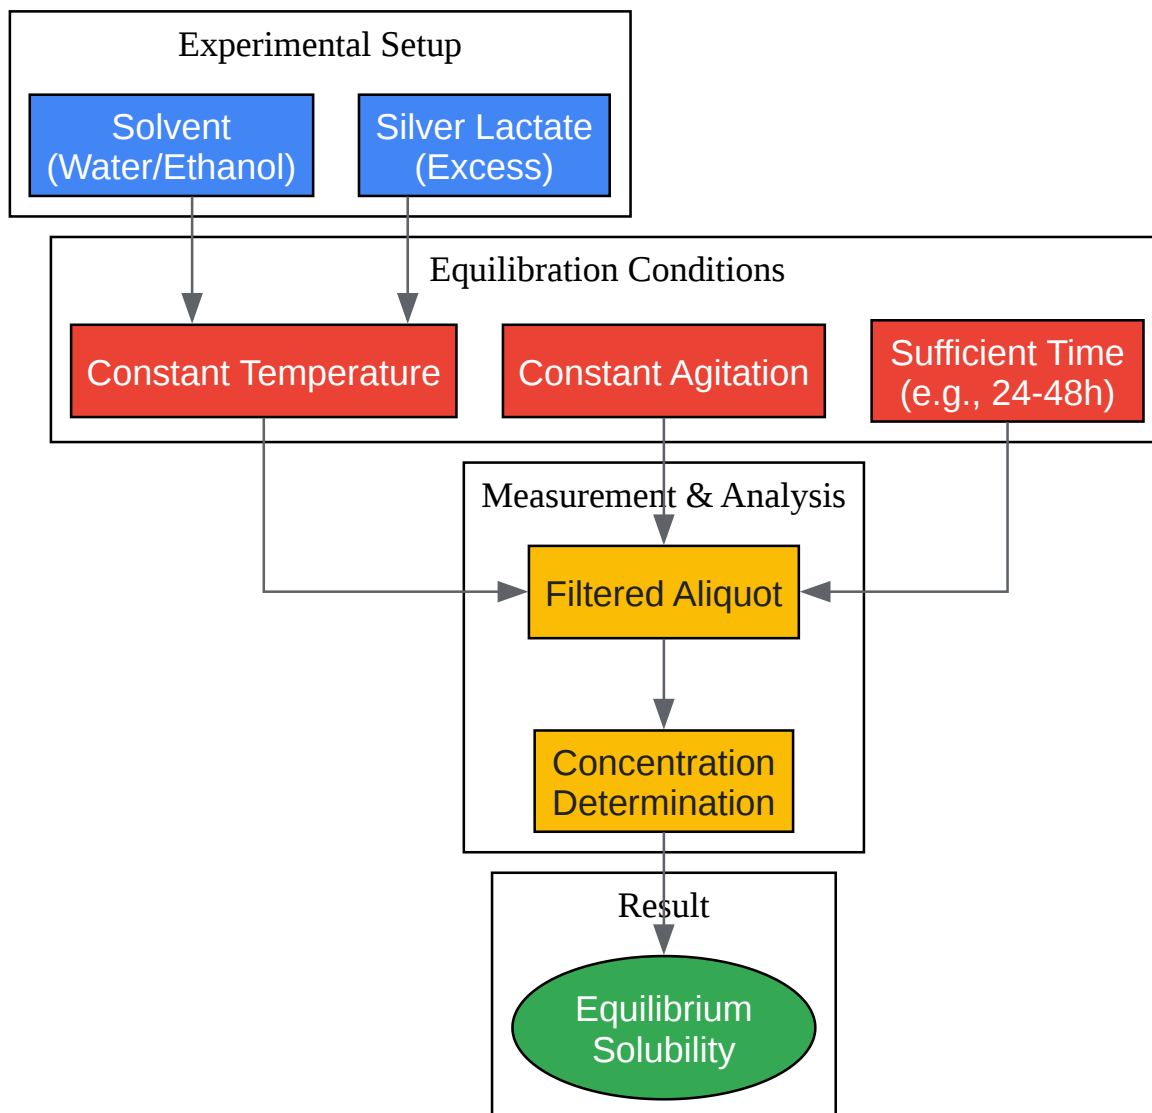 Experimental Setup
Solvent
(Water/Ethanol)
Silver Lactate
(Excess)
Equilibration Conditions
Constant Temperature
Constant Agitation
Sufficient Time
(e.g., 24-48h)
Measurement & Analysis
Filtered Aliquot
Concentration
Determination
Result
Equilibrium
Solubility